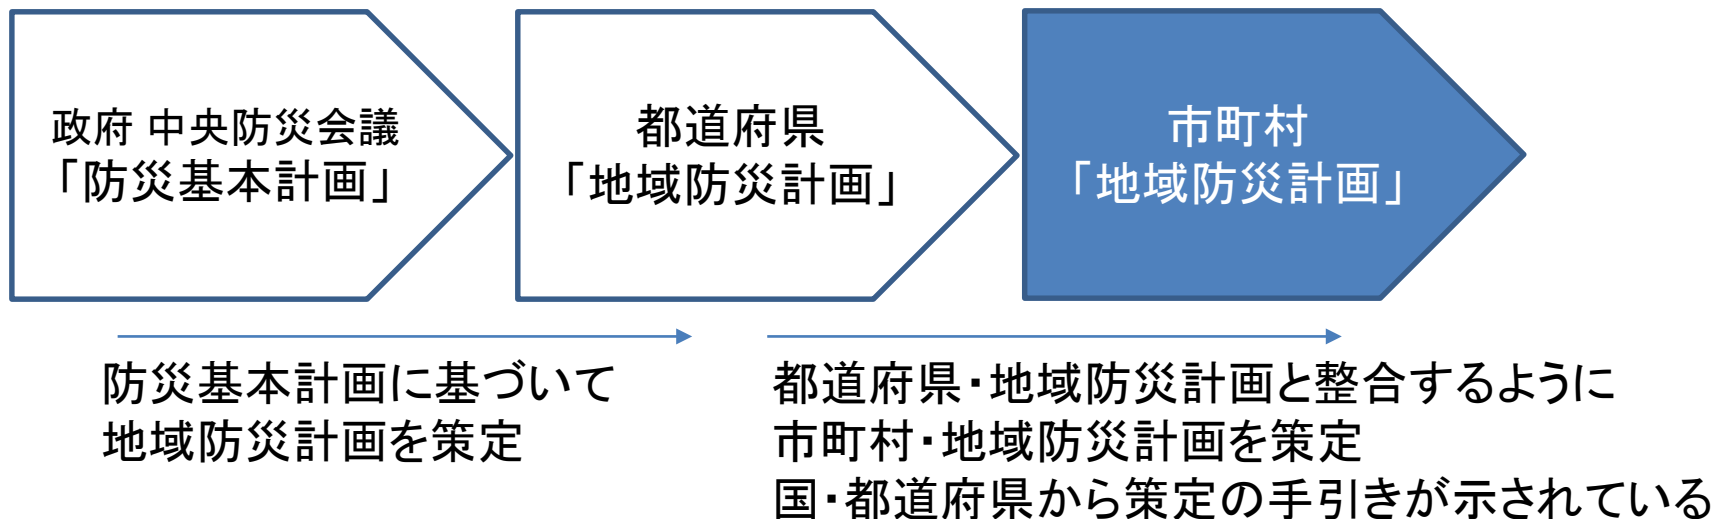 政府 中央防災会議
「防災基本計画」
都道府県
「地域防災計画」
市町村
「地域防災計画」
防災基本計画に基づいて
地域防災計画を策定
都道府県・地域防災計画と整合するように
市町村・地域防災計画を策定
国・都道府県から策定の手引きが示されている